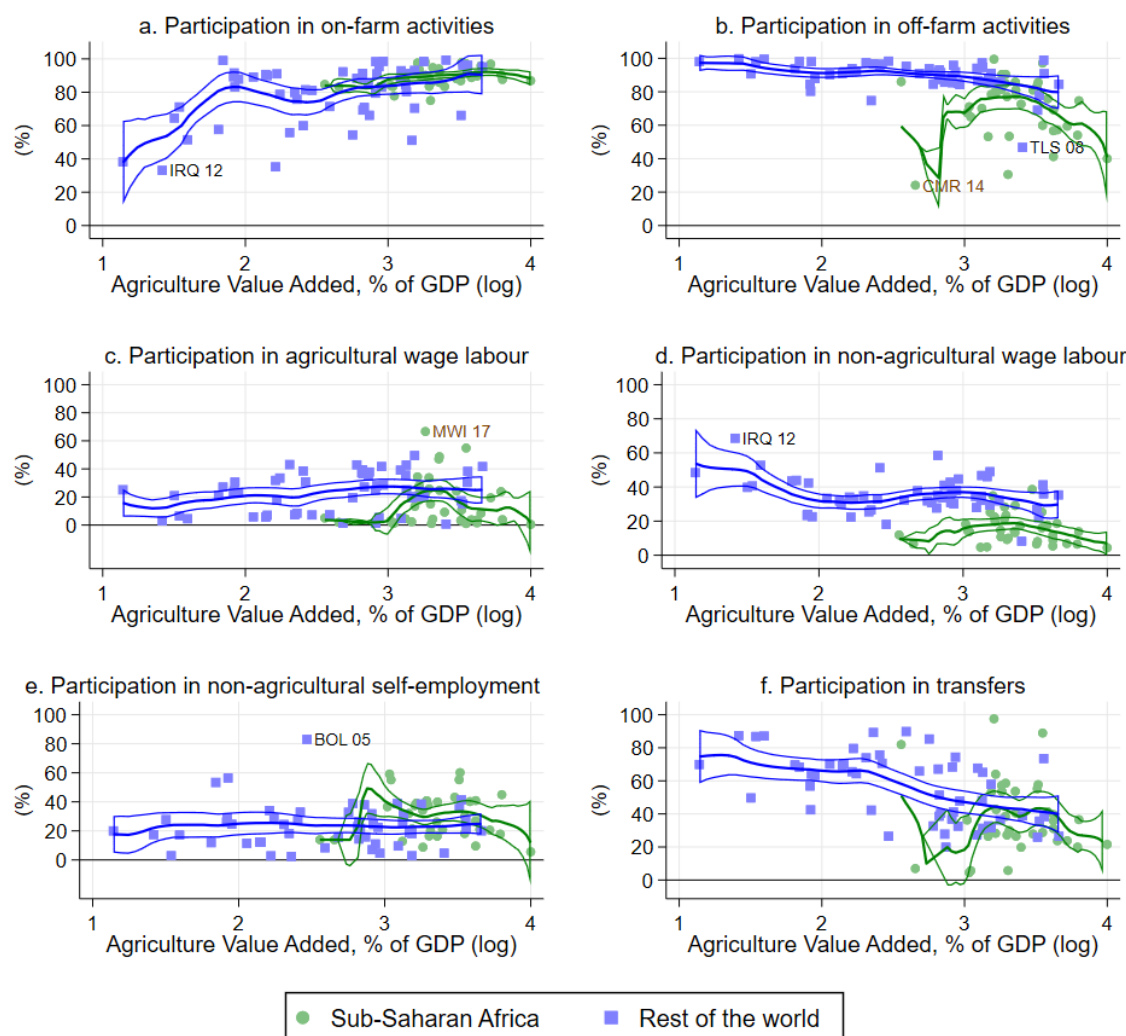 a. Participation in on-farm activities
100
80
60
40
20
0
(%)
IRQ 12
1 2 3 4
Agriculture Value Added, % of GDP (log)
b. Participation in off-farm activities
100
80
60
40
20
0
(%)
TLS 08
CMR 14
1 2 3 4
Agriculture Value Added, % of GDP (log)
c. Participation in agricultural wage labour
100
80
60
40
20
0
(%)
MWI 17
1 2 3 4
Agriculture Value Added, % of GDP (log)
d. Participation in non-agricultural wage labour
100
80
60
40
20
0
(%)
IRQ 12
1 2 3 4
Agriculture Value Added, % of GDP (log)
e. Participation in non-agricultural self-employment
100
80
60
40
20
0
(%)
BOL 05
1 2 3 4
Agriculture Value Added, % of GDP (log)
f. Participation in transfers
100
80
60
40
20
0
(%)
1 2 3 4
Agriculture Value Added, % of GDP (log)
Sub-Saharan Africa Rest of the world